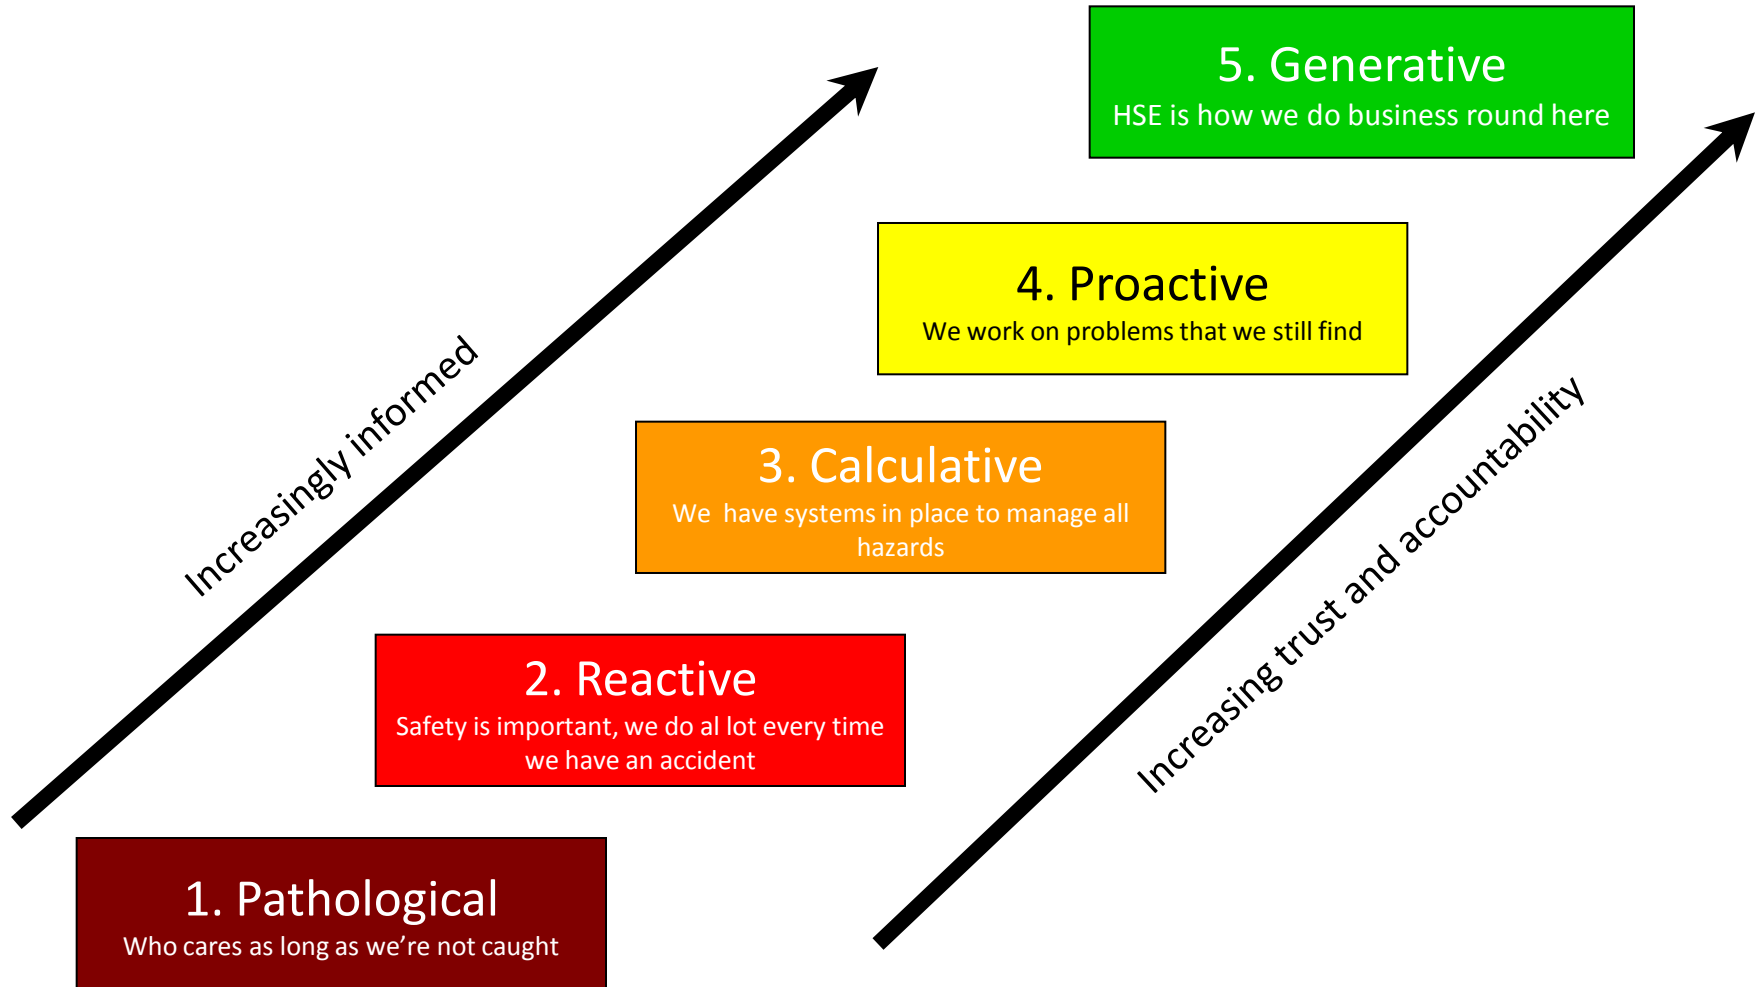 5. Generative
HSE is how we do business round here
4. Proactive
We work on problems that we still find
Increasingly informed
3. Calculative
We  have systems in place to manage all
hazards
Increasing trust and accountability
2. Reactive
Safety is important, we do al lot every time
we have an accident
1. Pathological
Who cares as long as we’re not caught